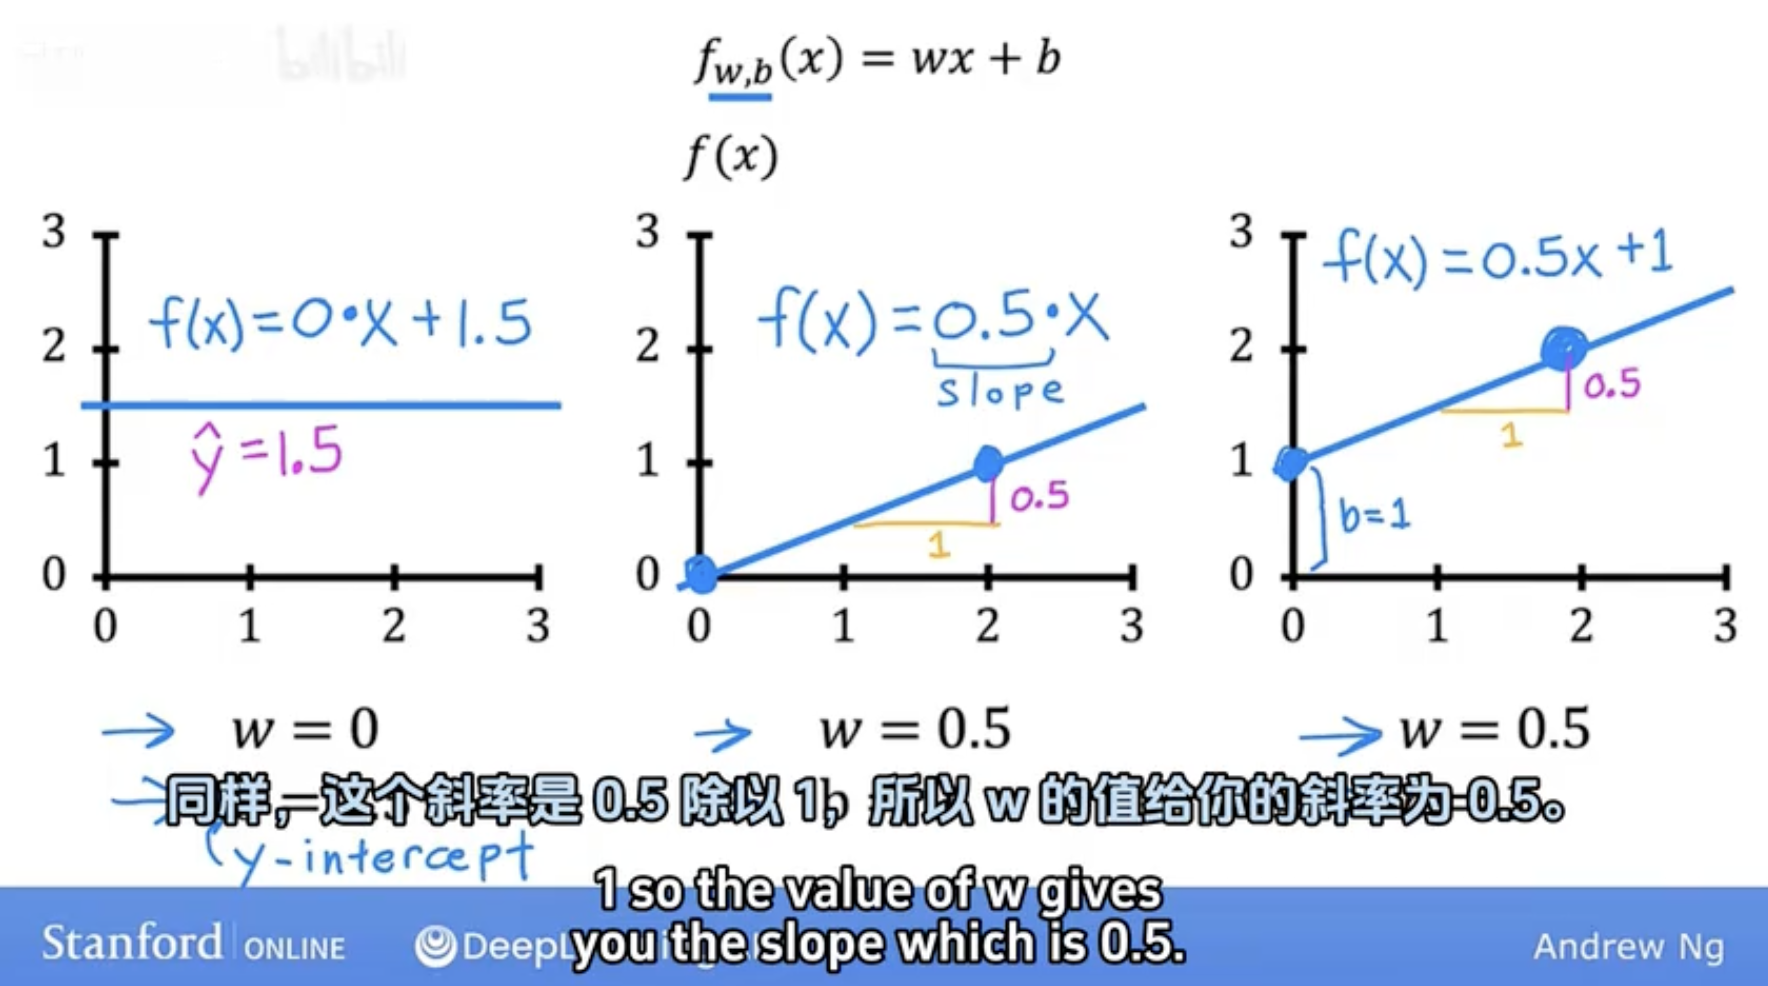 bilibili
f_{w,b}(x) = wx + b
f(x)
3
2
1
0
0 1 2 3
f(x)=0·x+1.5
ŷ=1.5
3
2
1
0
0 1 2 3
f(x)=0.5·x
slope
0.5
1
3
2
1
0
0 1 2 3
f(x)=0.5x+1
0.5
1
b=1
→ w = 0
→ w = 0.5
→ w = 0.5
同样，这个斜率是 0.5 除以 1，所以 w 的值给你的斜率为 0.5。
y-intercept
1 so the value of w gives
you the slope which is 0.5.
Stanford ONLINE
Andrew Ng